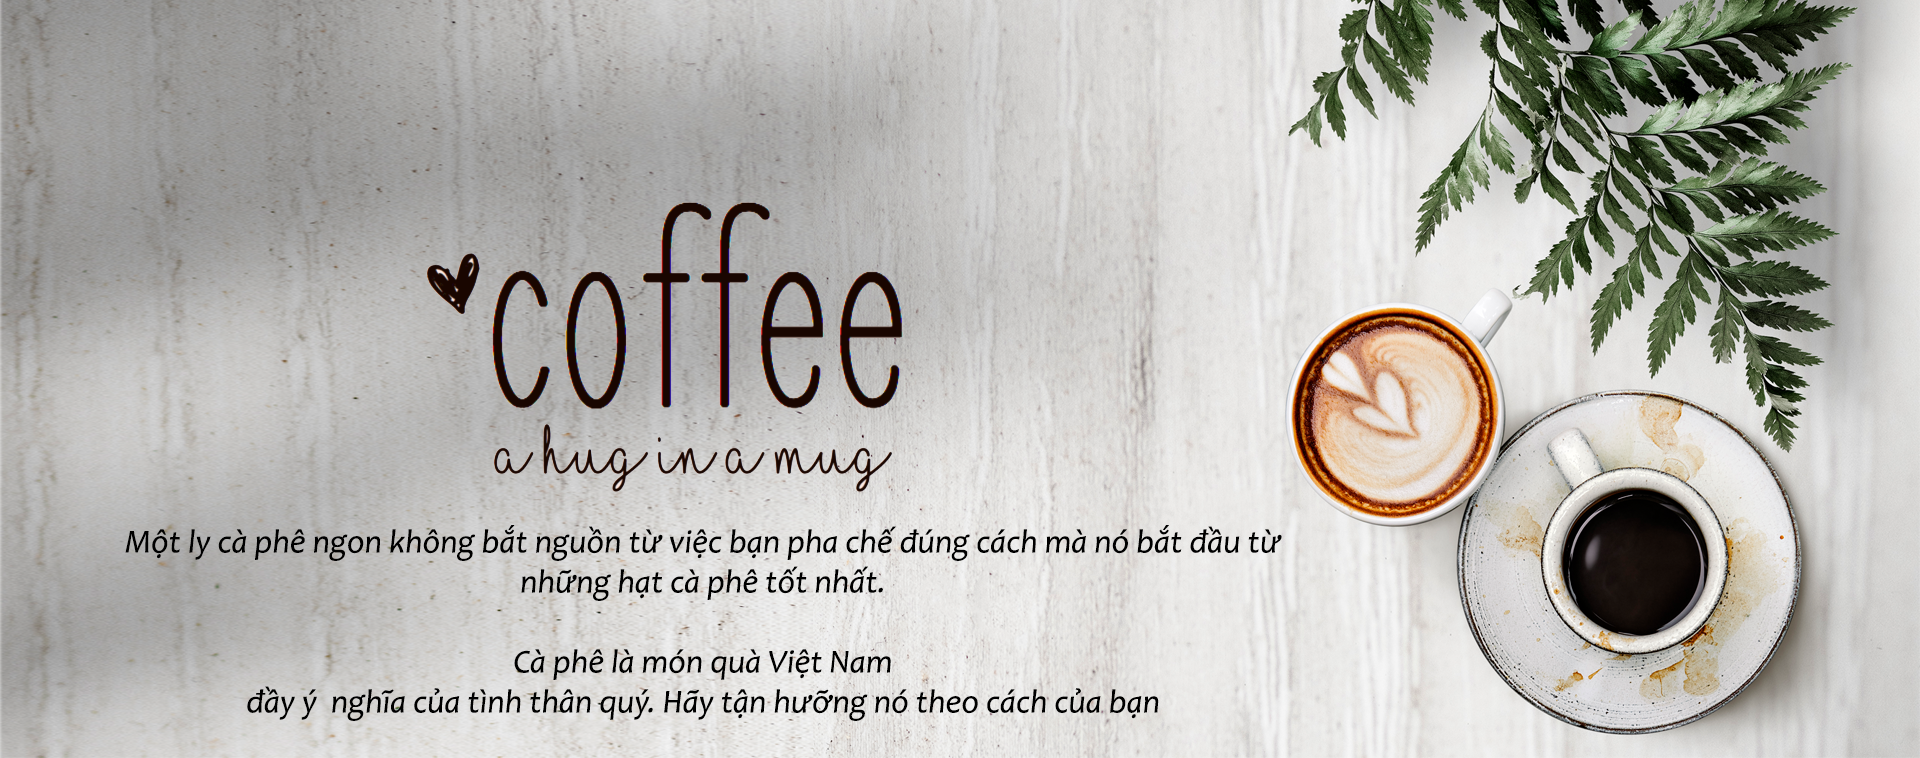 coffee
a hug in a mug
Một ly cà phê ngon không bắt nguồn từ việc bạn pha chế đúng cách mà nó bắt đầu từ
những hạt cà phê tốt nhất.
Cà phê là món quà Việt Nam
đầy ý  nghĩa của tình thân quý. Hãy tận hưỡng nó theo cách của bạn